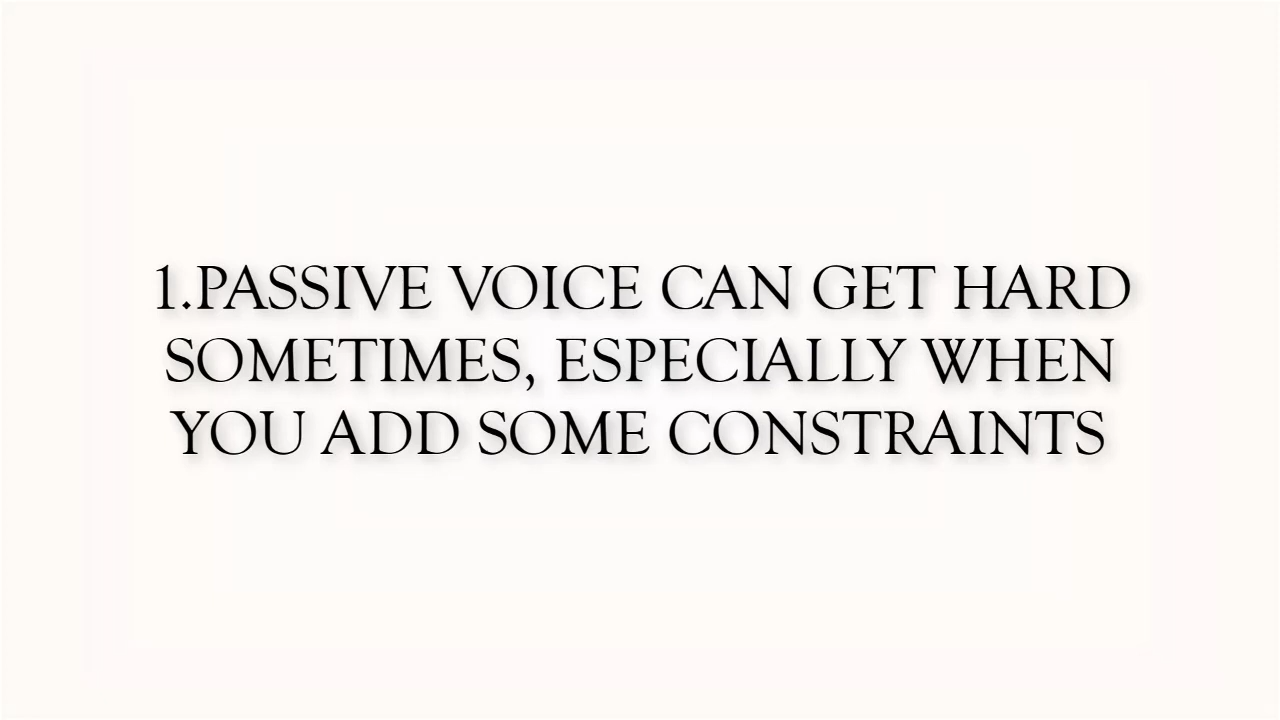 1.PASSIVE VOICE CAN GET HARD
SOMETIMES, ESPECIALLY WHEN
YOU ADD SOME CONSTRAINTS